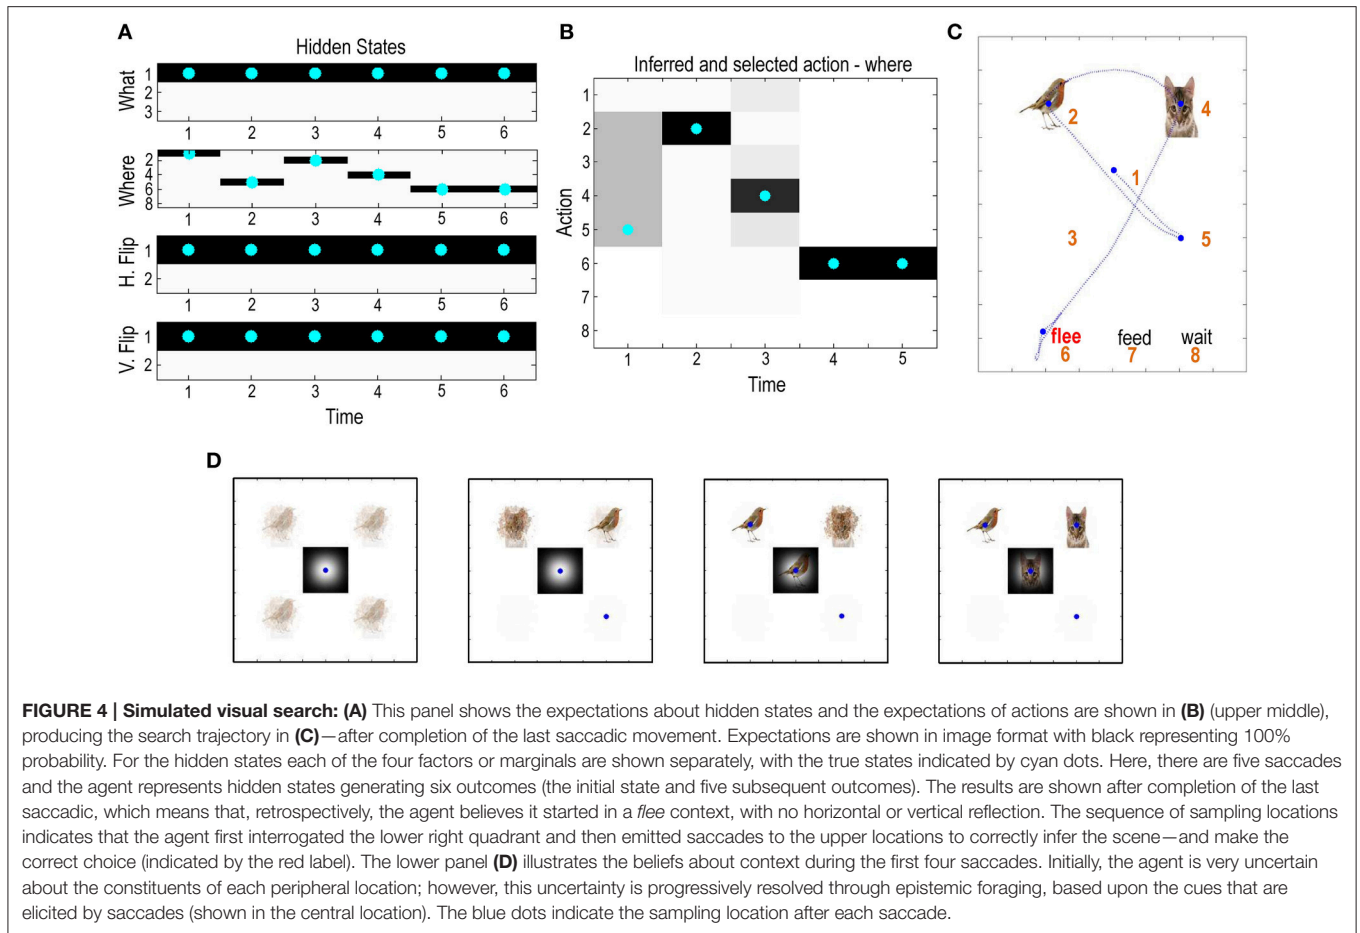 A
Hidden States
What
1
2
3
1 2 3 4 5 6
Where
2
4
6
8
1 2 3 4 5 6
H. Flip
1
2
1 2 3 4 5 6
V. Flip
1
2
1 2 3 4 5 6
Time
B
Inferred and selected action - where
Action
1
2
3
4
5
6
7
8
1 2 3 4 5
Time
C
2 4
1
3 5
flee feed wait
6 7 8
D
FIGURE 4 | Simulated visual search: (A) This panel shows the expectations about hidden states and the expectations of actions are shown in (B) (upper middle),
producing the search trajectory in (C)—after completion of the last saccadic movement. Expectations are shown in image format with black representing 100%
probability. For the hidden states each of the four factors or marginals are shown separately, with the true states indicated by cyan dots. Here, there are five saccades
and the agent represents hidden states generating six outcomes (the initial state and five subsequent outcomes). The results are shown after completion of the last
saccadic, which means that, retrospectively, the agent believes it started in a flee context, with no horizontal or vertical reflection. The sequence of sampling locations
indicates that the agent first interrogated the lower right quadrant and then emitted saccades to the upper locations to correctly infer the scene—and make the
correct choice (indicated by the red label). The lower panel (D) illustrates the beliefs about context during the first four saccades. Initially, the agent is very uncertain
about the constituents of each peripheral location; however, this uncertainty is progressively resolved through epistemic foraging, based upon the cues that are
elicited by saccades (shown in the central location). The blue dots indicate the sampling location after each saccade.